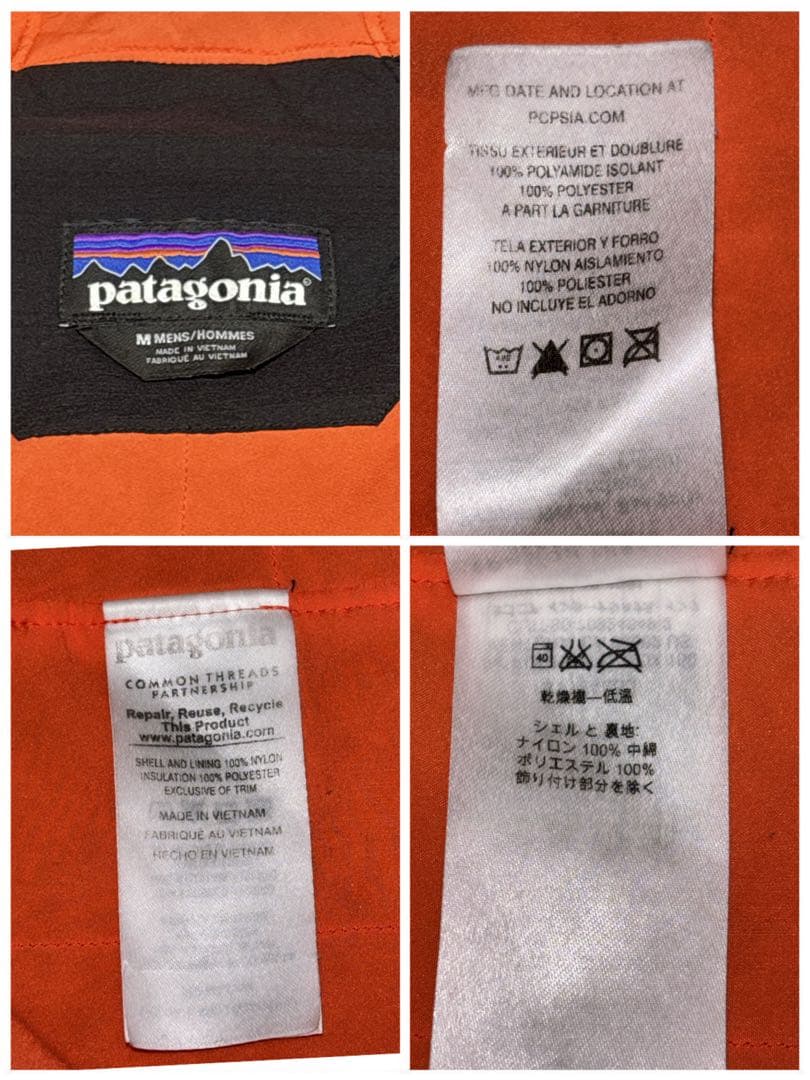 patagonia®
M MENS/HOMMES
MADE IN VIETNAM
FABRIQUÉ AU VIETNAM
MFG DATE AND LOCATION AT
PCPSIA.COM
TISSU EXTERIEUR ET DOUBLURE
100% POLYAMIDE ISOLANT
100% POLYESTER
A PART LA GARNITURE
TELA EXTERIOR Y FORRO
100% NYLON AISLAMIENTO
100% POLIESTER
NO INCLUYE EL ADORNO
patagonia
COMMON THREADS
PARTNERSHIP
Repair, Reuse, Recycle
This Product
www.patagonia.com
SHELL AND LINING 100% NYLON
INSULATION 100% POLYESTER
EXCLUSIVE OF TRIM
MADE IN VIETNAM
FABRIQUÉ AU VIETNAM
HECHO EN VIETNAM
40
乾燥機—低温
シェルと 裏地:
ナイロン 100% 中綿
ポリエステル 100%
飾り付け部分を除く